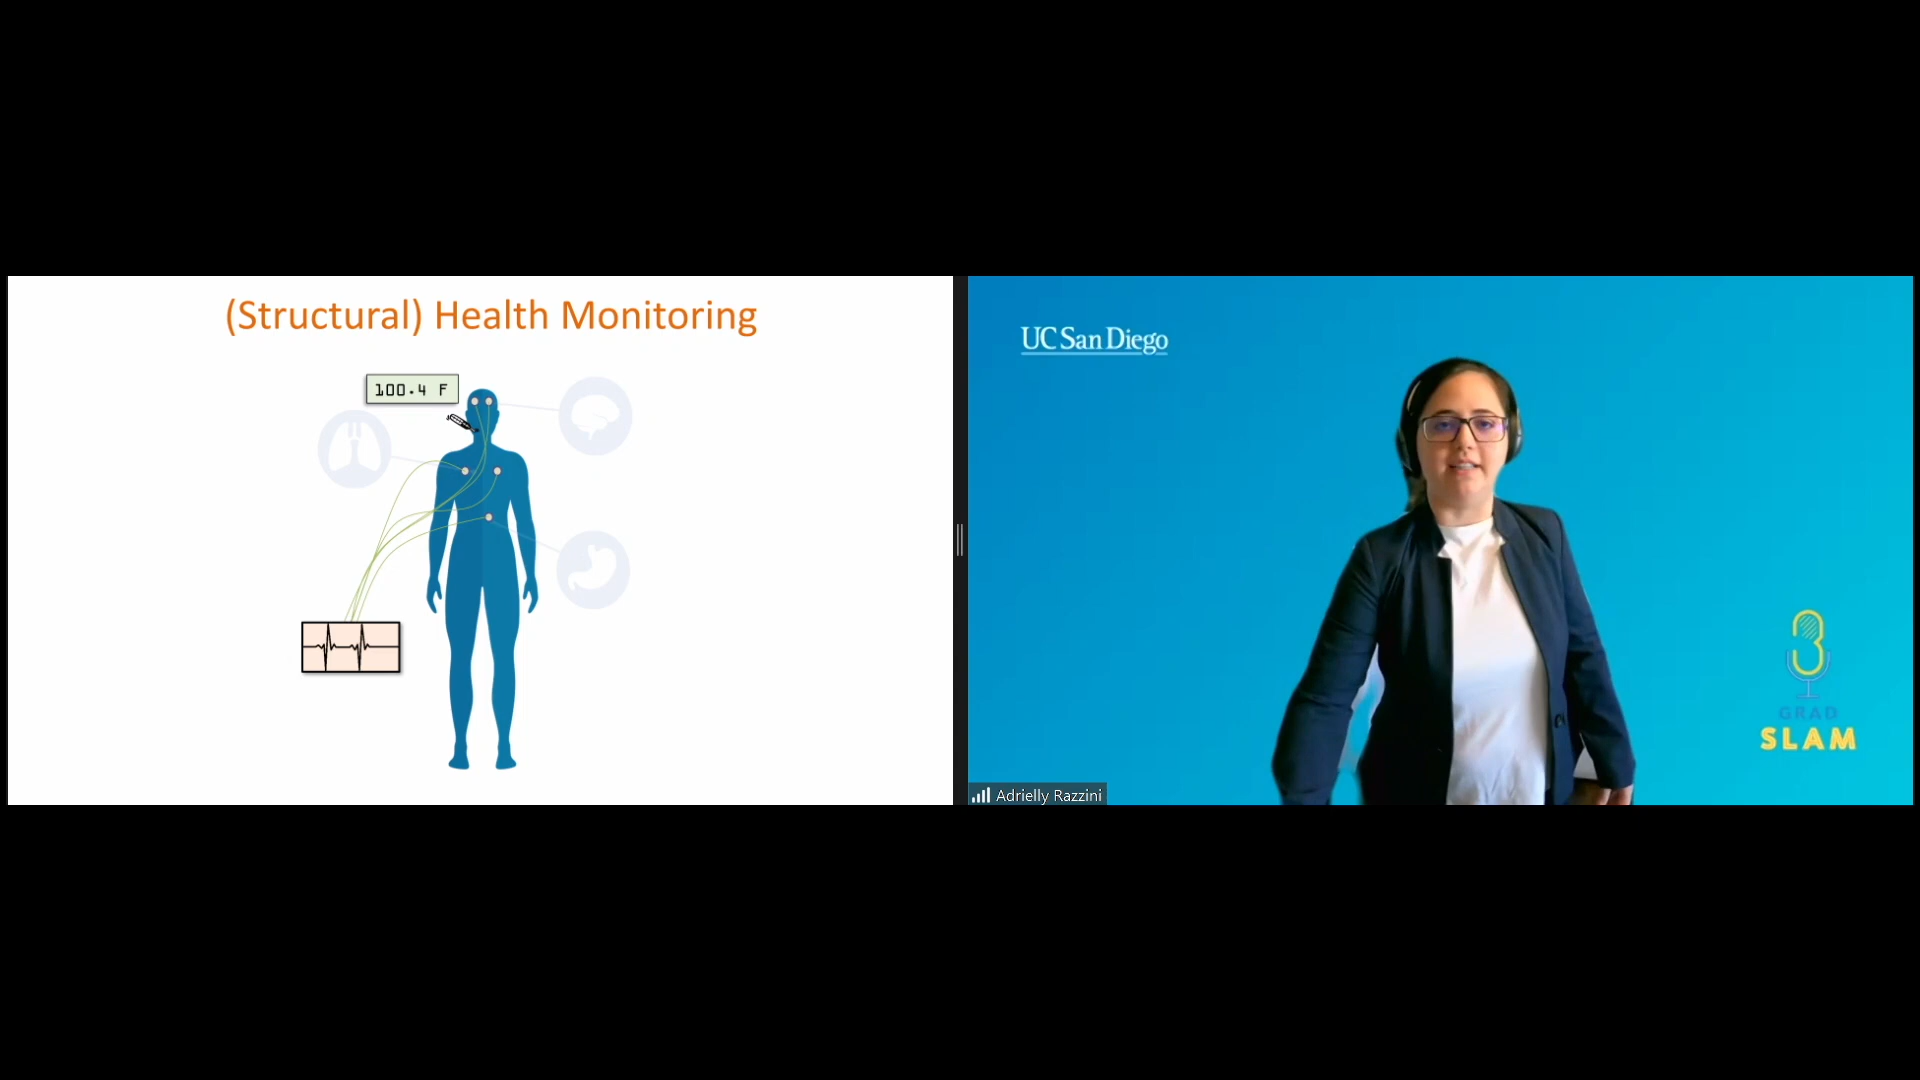 (Structural) Health Monitoring
100.4 F
UC San Diego
GRAD
SLAM
Adrielly Razzini